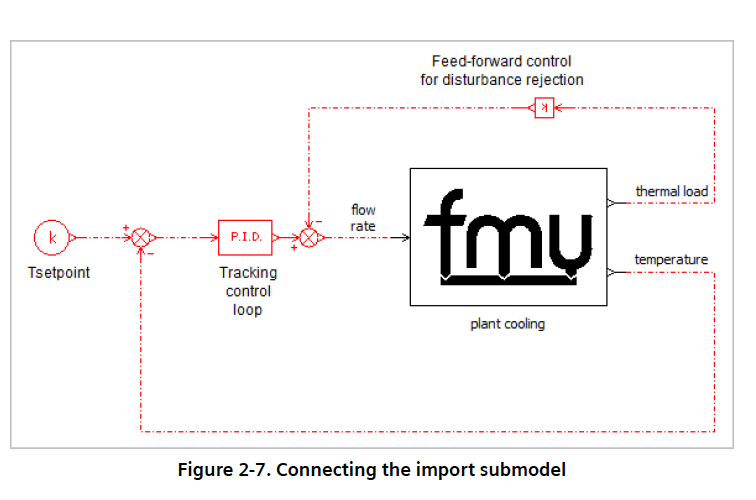 Feed-forward control
for disturbance rejection
k
thermal load
flow
rate
fmu
k
+
−
P.I.D.
+
−
temperature
Tsetpoint
Tracking
control
loop
plant cooling
Figure 2-7. Connecting the import submodel